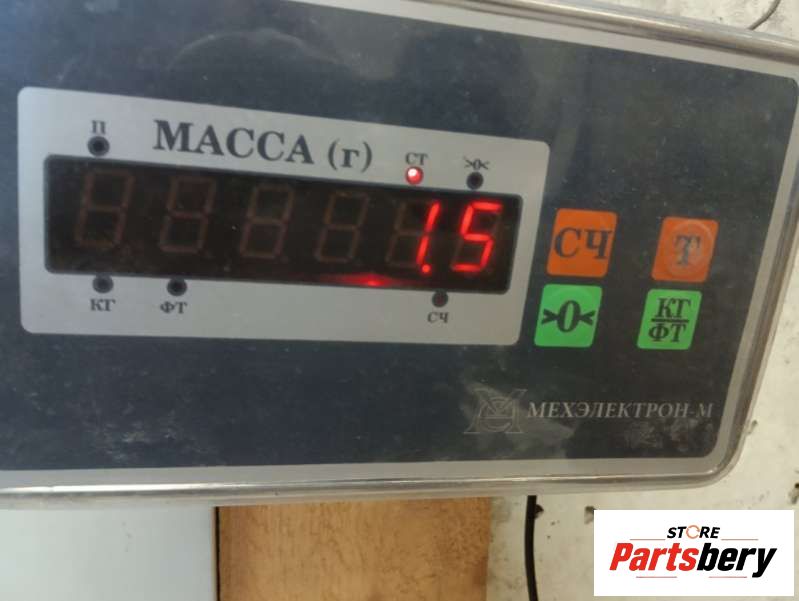 П
МАССА (г)
СТ
>0<
1.5
КГ
ФТ
СЧ
СЧ
Т
>0<
КГ
ФТ
МЕХЭЛЕКТРОН-М
STORE
Partsbery